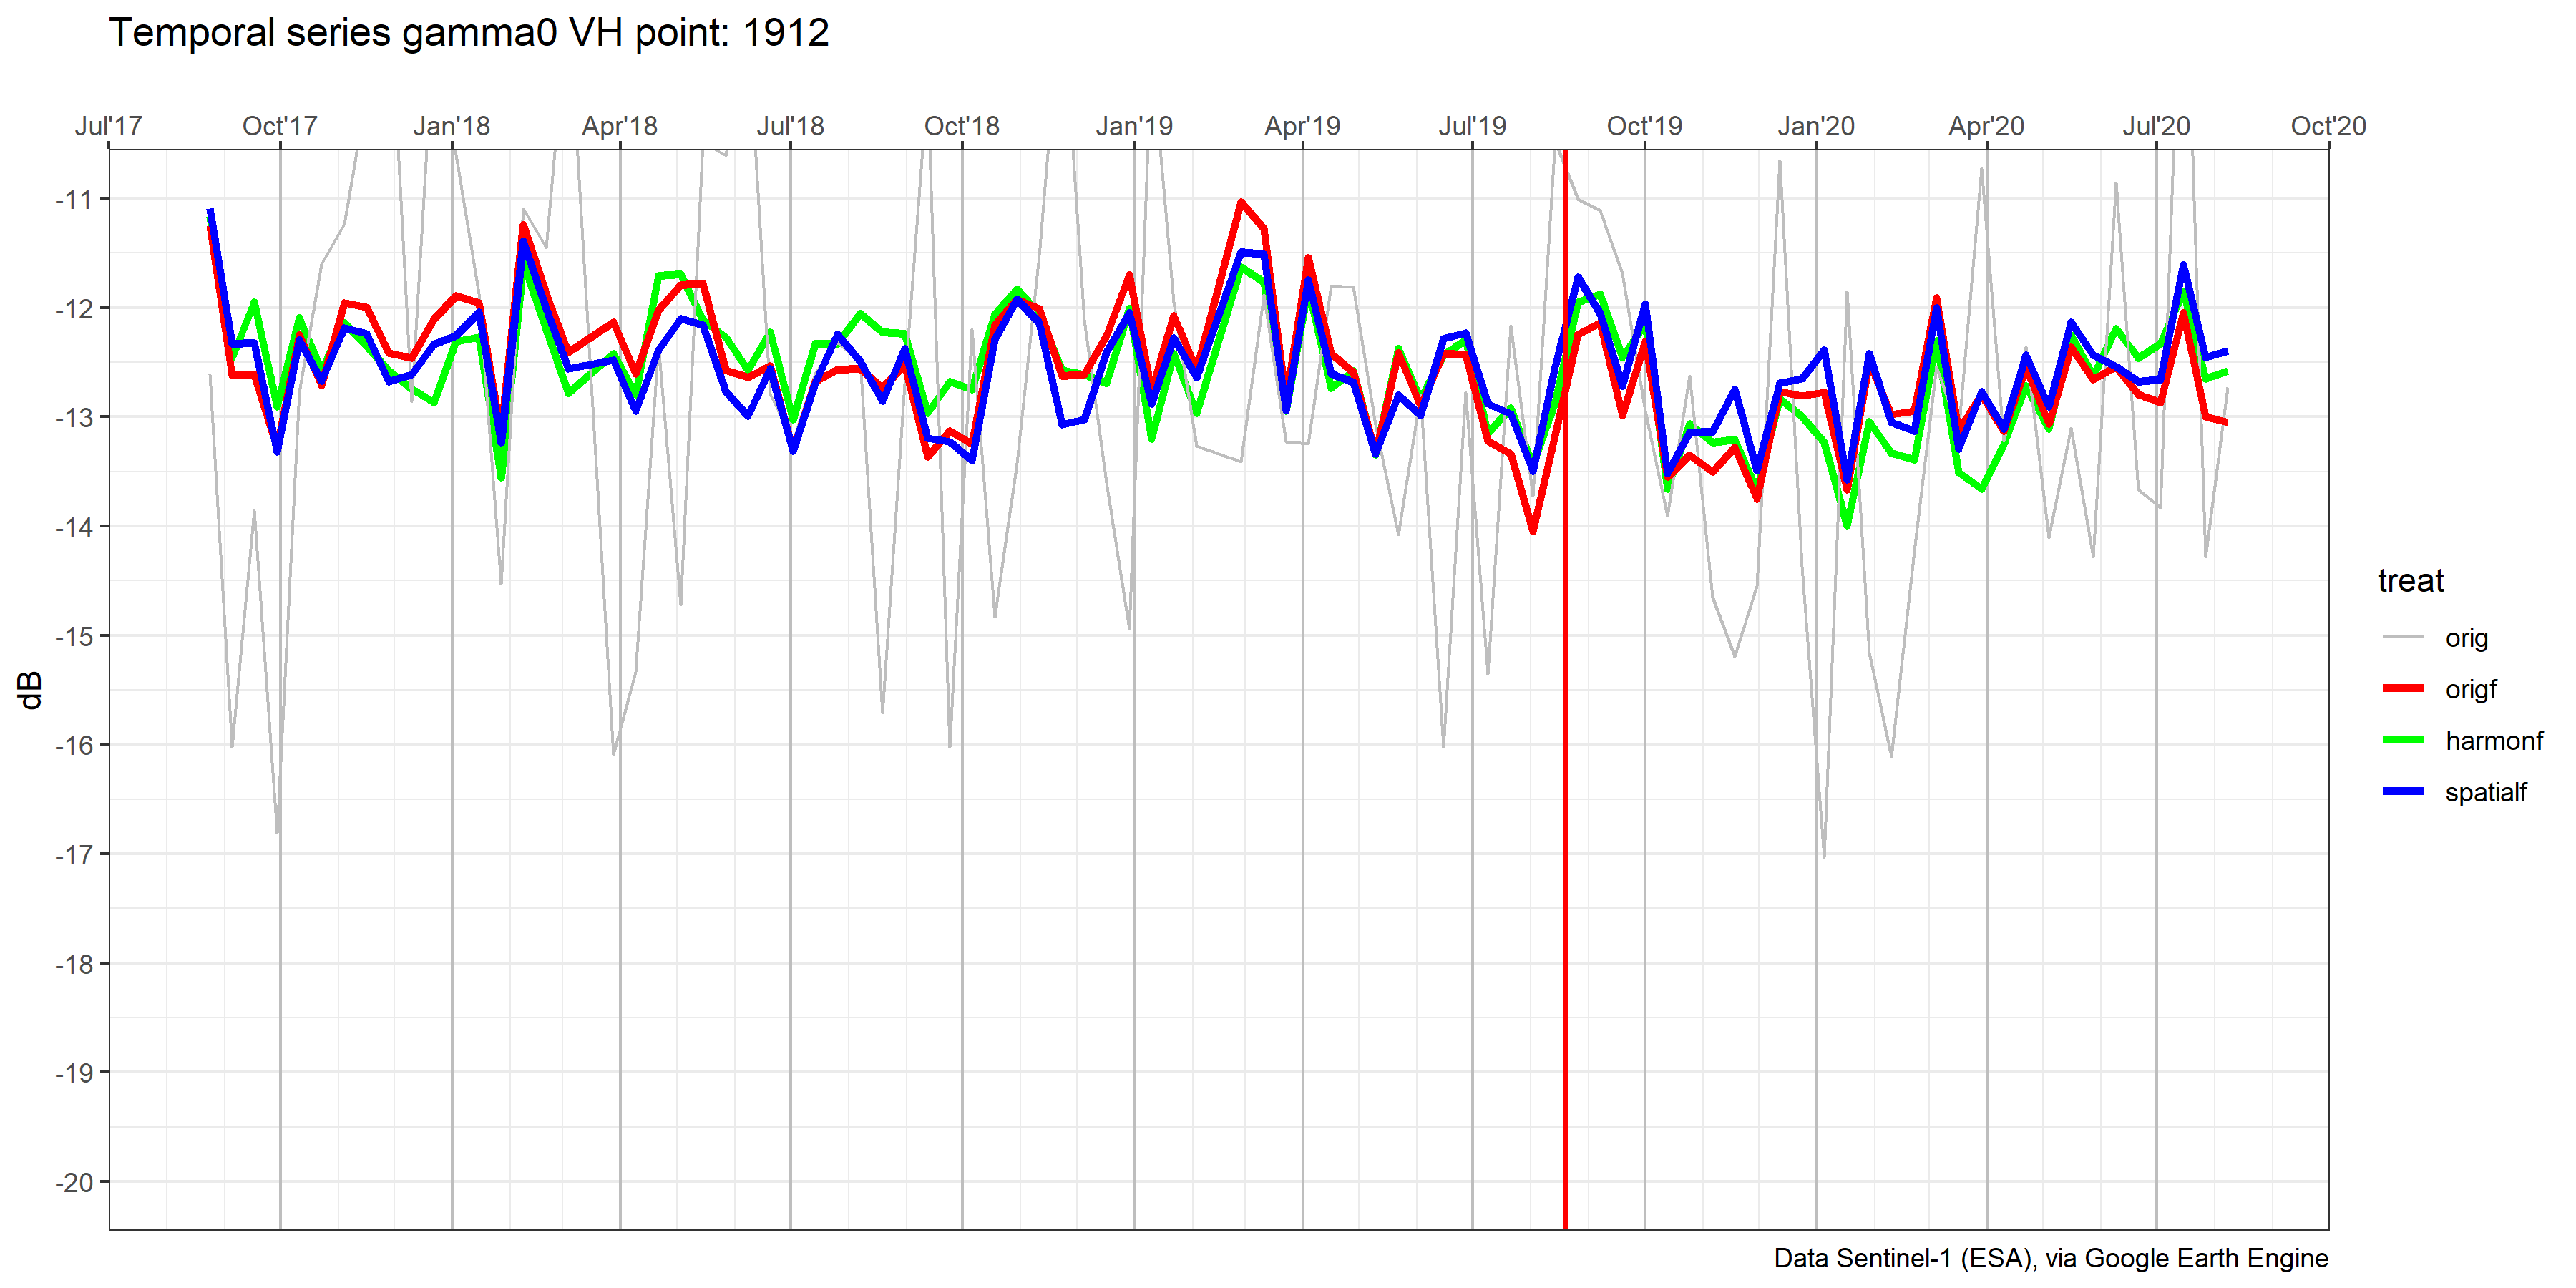 Temporal series gamma0 VH point: 1912
Jul'17 Oct'17 Jan'18 Apr'18 Jul'18 Oct'18 Jan'19 Apr'19 Jul'19 Oct'19 Jan'20 Apr'20 Jul'20 Oct'20
-11
-12
-13
-14
-15
-16
-17
-18
-19
-20
dB
treat
orig
origf
harmonf
spatialf
Data Sentinel-1 (ESA), via Google Earth Engine